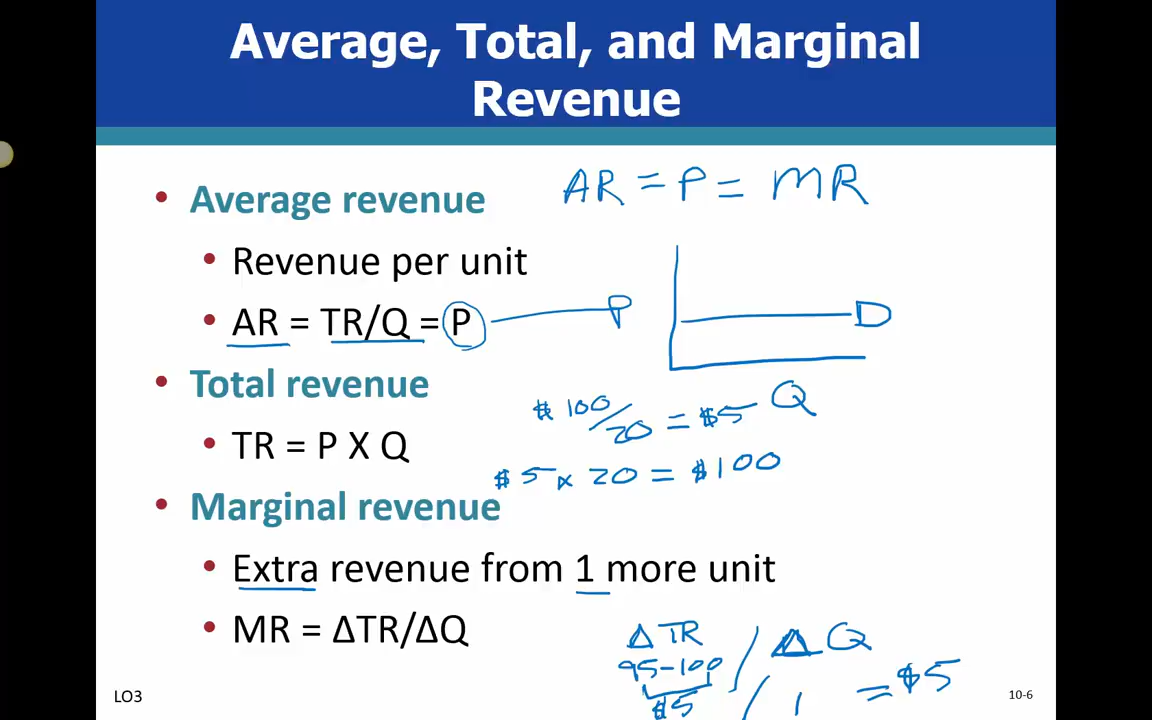 Average, Total, and Marginal
Revenue
• Average revenue
AR = P = MR
• Revenue per unit
• AR = TR/Q = P
P
D
Q
• Total revenue
$100/20 = $5
• TR = P X Q
$5 x 20 = $100
• Marginal revenue
• Extra revenue from 1 more unit
• MR = ΔTR/ΔQ
Δ TR / Δ Q
95-100
$5 / 1 = $5
LO3
10-6